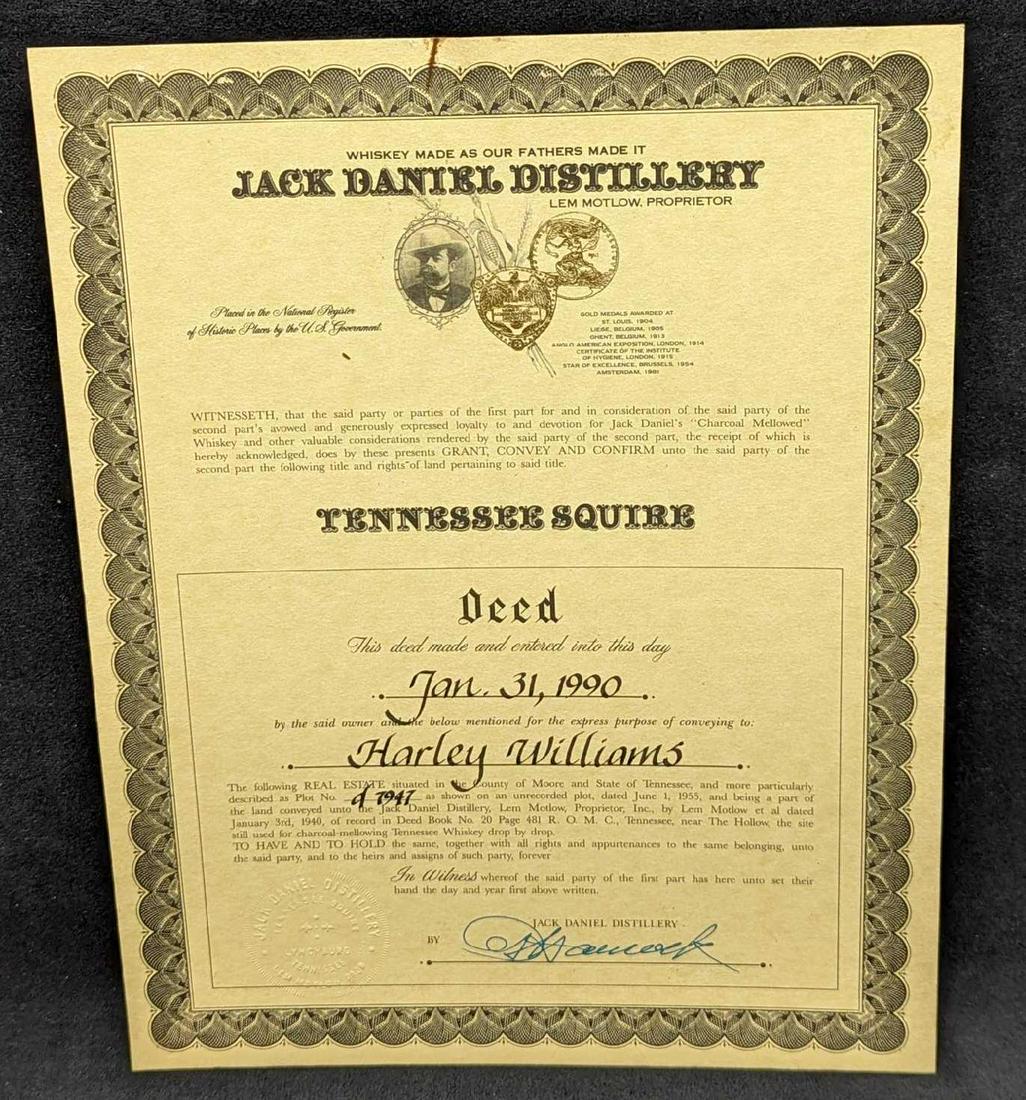 WHISKEY MADE AS OUR FATHERS MADE IT
JACK DANIEL DISTILLERY
LEM MOTLOW, PROPRIETOR
Placed in the National Register
of Historic Places by the U.S. Government.
GOLD MEDALS AWARDED AT
ST. LOUIS, 1904
LIEGE, BELGIUM, 1905
GHENT, BELGIUM, 1913
ANGLO AMERICAN EXPOSITION, LONDON, 1914
CERTIFICATE OF THE INSTITUTE
OF HYGIENE, LONDON, 1915
STAR OF EXCELLENCE, BRUSSELS, 1954
AMSTERDAM, 1981
WITNESSETH, that the said party or parties of the first part for and in consideration of the said party of the
second part's avowed and generously expressed loyalty to and devotion for Jack Daniel's "Charcoal Mellowed"
Whiskey and other valuable considerations rendered by the said party of the second part, the receipt of which is
hereby acknowledged, does by these presents GRANT, CONVEY AND CONFIRM unto the said party of the
second part the following title and rights of land pertaining to said title.
TENNESSEE SQUIRE
Deed
This deed made and entered into this day
Jan. 31, 1990
by the said owner and the below mentioned for the express purpose of conveying to:
Harley Williams
The following REAL ESTATE situated in the County of Moore and State of Tennessee, and more particularly
described as Plot No. d 7947 as shown on an unrecorded plot, dated June 1, 1955, and being a part of
the land conveyed unto the Jack Daniel Distillery, Lem Motlow, Proprietor, Inc., by Lem Motlow et al dated
January 3rd, 1940, of record in Deed Book No. 20 Page 481 R. O. M. C., Tennessee, near The Hollow, the site
still used for charcoal-mellowing Tennessee Whiskey drop by drop.
TO HAVE AND TO HOLD the same, together with all rights and appurtenances to the same belonging, unto
the said party, and to the heirs and assigns of such party, forever
In Witness whereof the said party of the first part has here unto set their
hand the day and year first above written.
JACK DANIEL DISTILLERY
BY
JACK DANIEL DISTILLERY
LYNCHBURG